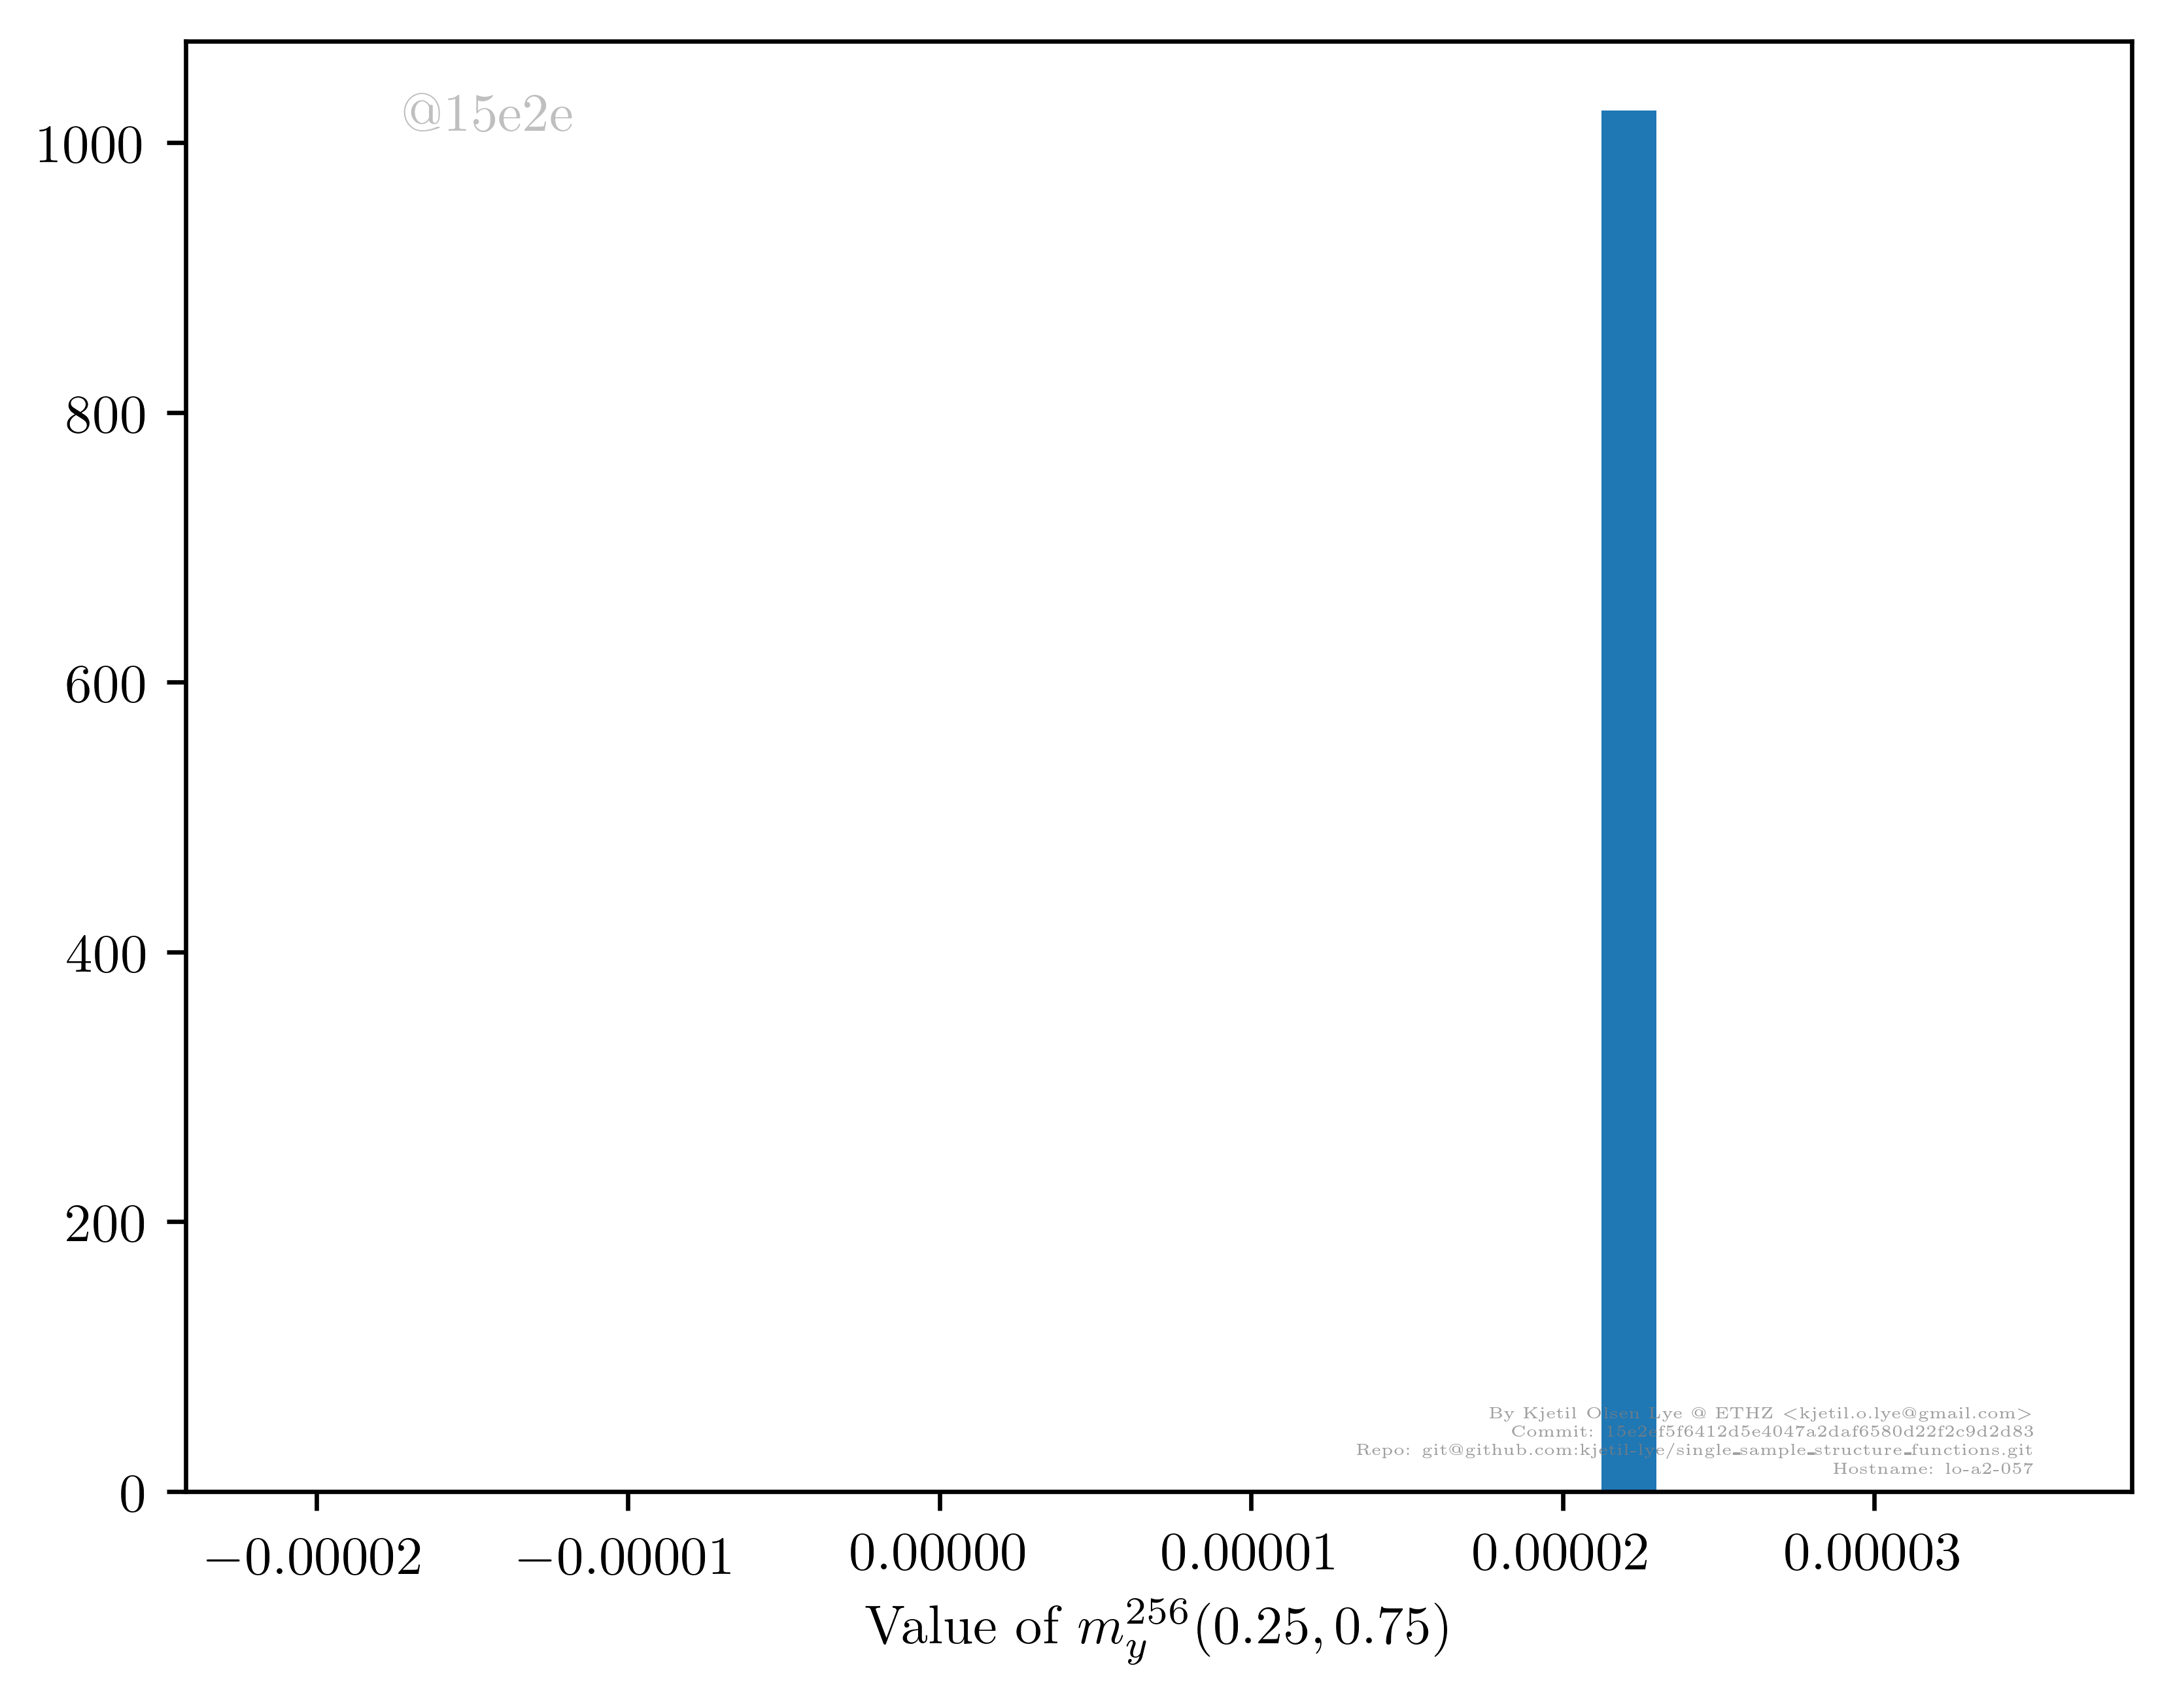 @15e2e
1000
800
600
400
200
0
−0.00002 −0.00001 0.00000 0.00001 0.00002 0.00003
Value of $m_y^{256}(0.25, 0.75)$
By Kjetil Olsen Lye @ ETHZ <kjetil.o.lye@gmail.com>
Commit: 15e2ef5f6412d5e4047a2daf6580d22f2c9d2d83
Repo: git@github.com:kjetil-lye/single_sample_structure_functions.git
Hostname: lo-a2-057